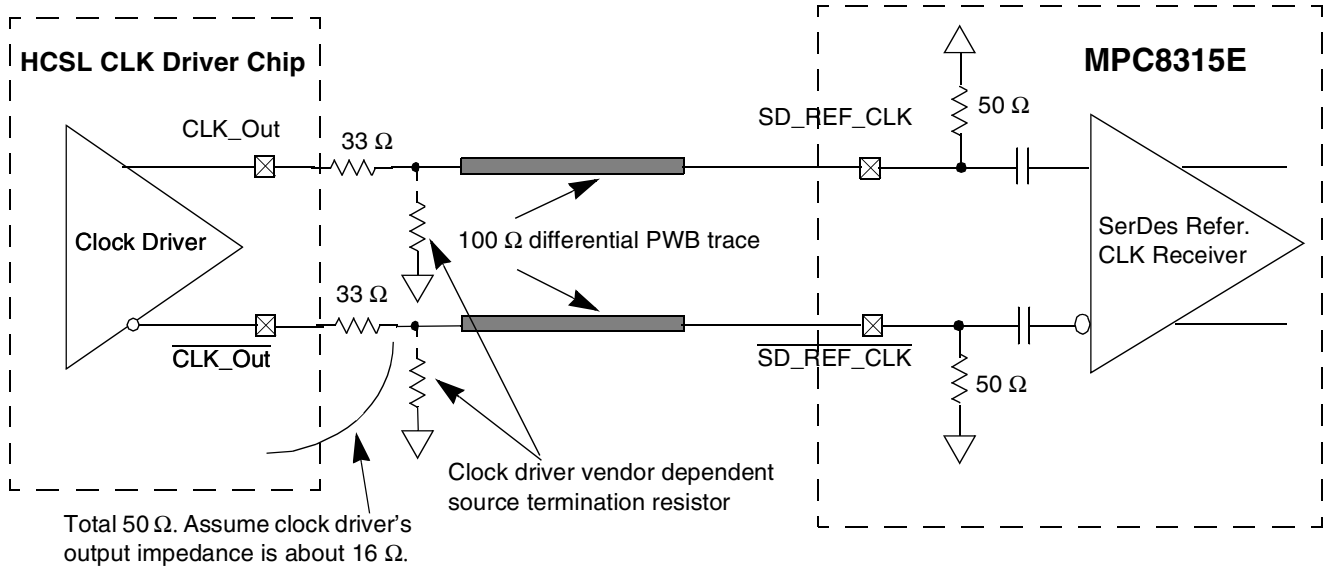 HCSL CLK Driver Chip
MPC8315E
CLK_Out
33 Ω
SD_REF_CLK
50 Ω
Clock Driver
100 Ω differential PWB trace
SerDes Refer.
CLK Receiver
33 Ω
CLK_Out
SD_REF_CLK
50 Ω
Clock driver vendor dependent
source termination resistor
Total 50 Ω. Assume clock driver's
output impedance is about 16 Ω.